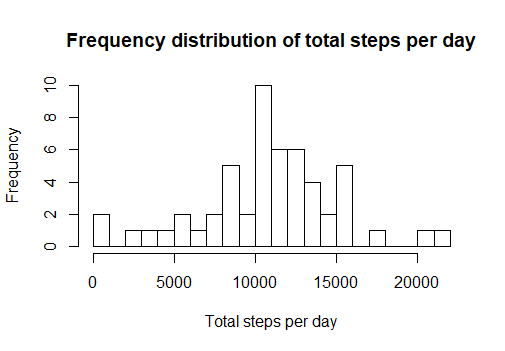 Frequency distribution of total steps per day
Frequency
10
8
6
4
2
0
0 5000 10000 15000 20000
Total steps per day